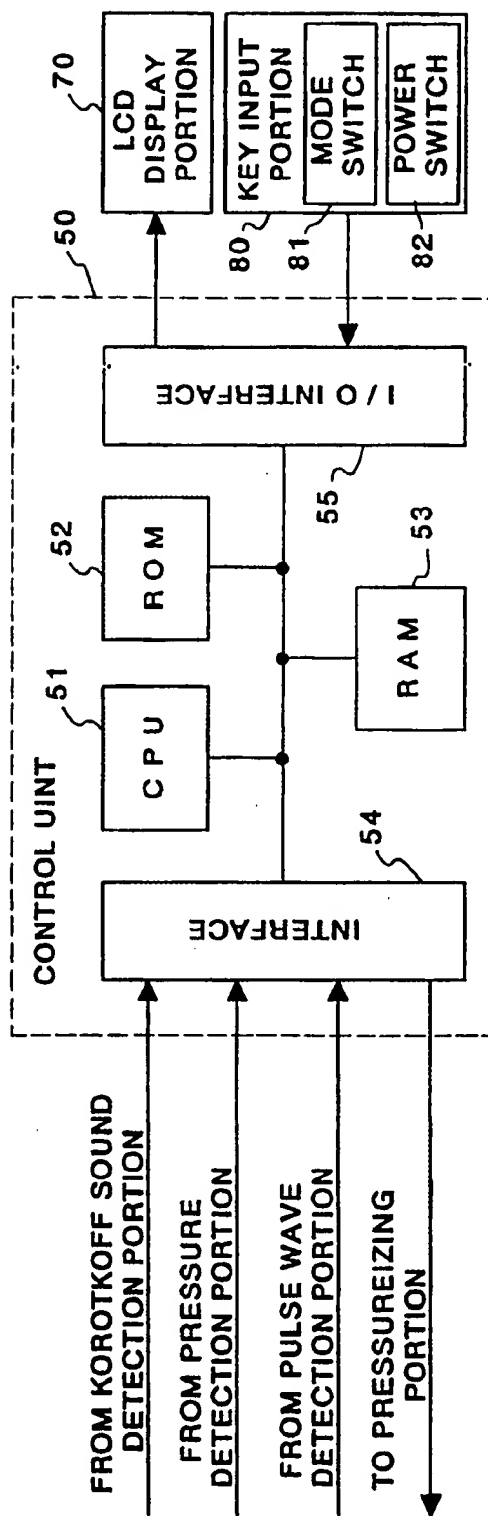 FROM KOROTKOFF SOUND
DETECTION PORTION
FROM PRESSURE
DETECTION PORTION
FROM PULSE WAVE
DETECTION PORTION
TO PRESSUREIZING
PORTION
CONTROL UINT
50
INTERFACE
54
CPU
51
ROM
52
RAM
53
I/O INTERFACE
55
LCD
DISPLAY
PORTION
70
KEY INPUT
PORTION
80
MODE
SWITCH
81
POWER
SWITCH
82